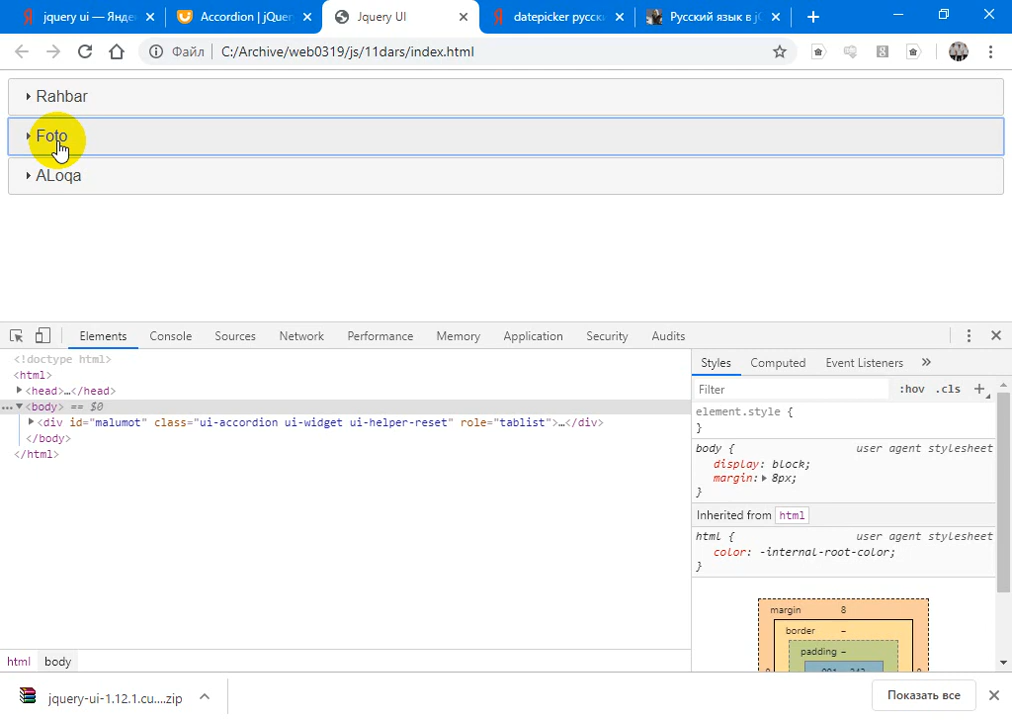 jquery ui — Янде
Accordion | jQuer
Jquery UI
datepicker русск
Русский язык в jC
Файл
C:/Archive/web0319/js/11dars/index.html
Rahbar
Foto
ALoqa
Elements
Console
Sources
Network
Performance
Memory
Application
Security
Audits
<!doctype html>
<html>
<head>…</head>
… <body> == $0
<div id="malumot" class="ui-accordion ui-widget ui-helper-reset" role="tablist">…</div>
</body>
</html>
Styles
Computed
Event Listeners
»
Filter
:hov
.cls
element.style {
}
body {
user agent stylesheet
display: block;
margin: 8px;
}
Inherited from html
html {
user agent stylesheet
color: -internal-root-color;
}
margin 8
border –
padding –
html
body
jquery-ui-1.12.1.cu....zip
Показать все